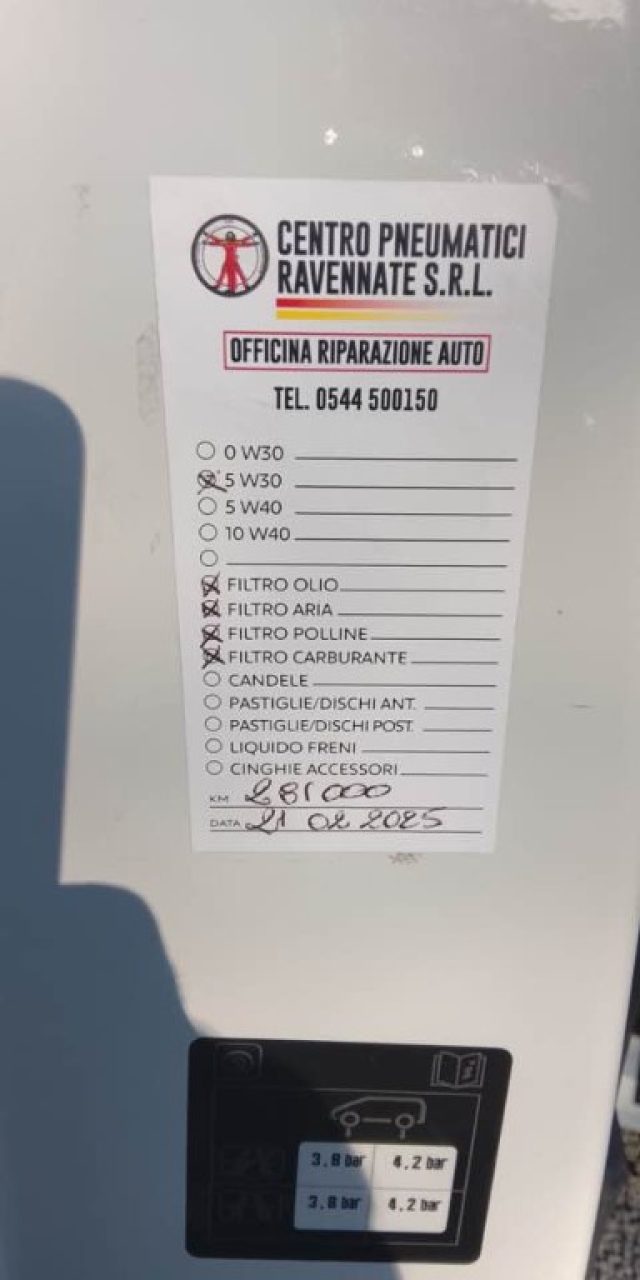 CENTRO PNEUMATICI
RAVENNATE S.R.L.
OFFICINA RIPARAZIONE AUTO
TEL. 0544 500150
0 W30
5 W30
5 W40
10 W40
FILTRO OLIO
FILTRO ARIA
FILTRO POLLINE
FILTRO CARBURANTE
CANDELE
PASTIGLIE/DISCHI ANT.
PASTIGLIE/DISCHI POST.
LIQUIDO FRENI
CINGHIE ACCESSORI
KM 281000
DATA 21 02 2025
3,8 bar 4,2 bar
3,8 bar 4,2 bar